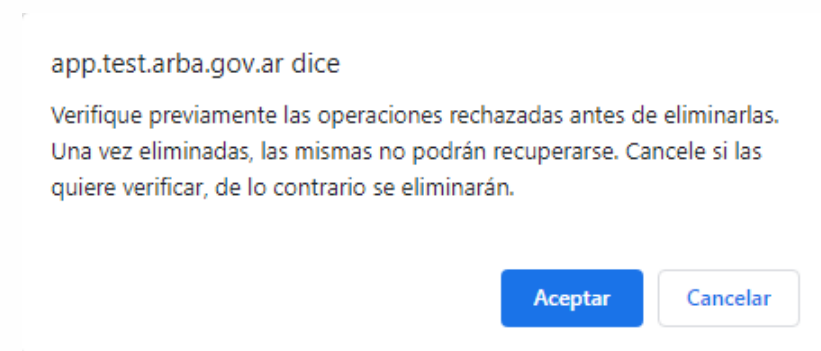 app.test.arba.gov.ar dice
Verifique previamente las operaciones rechazadas antes de eliminarlas.
Una vez eliminadas, las mismas no podrán recuperarse. Cancele si las
quiere verificar, de lo contrario se eliminarán.
Aceptar
Cancelar